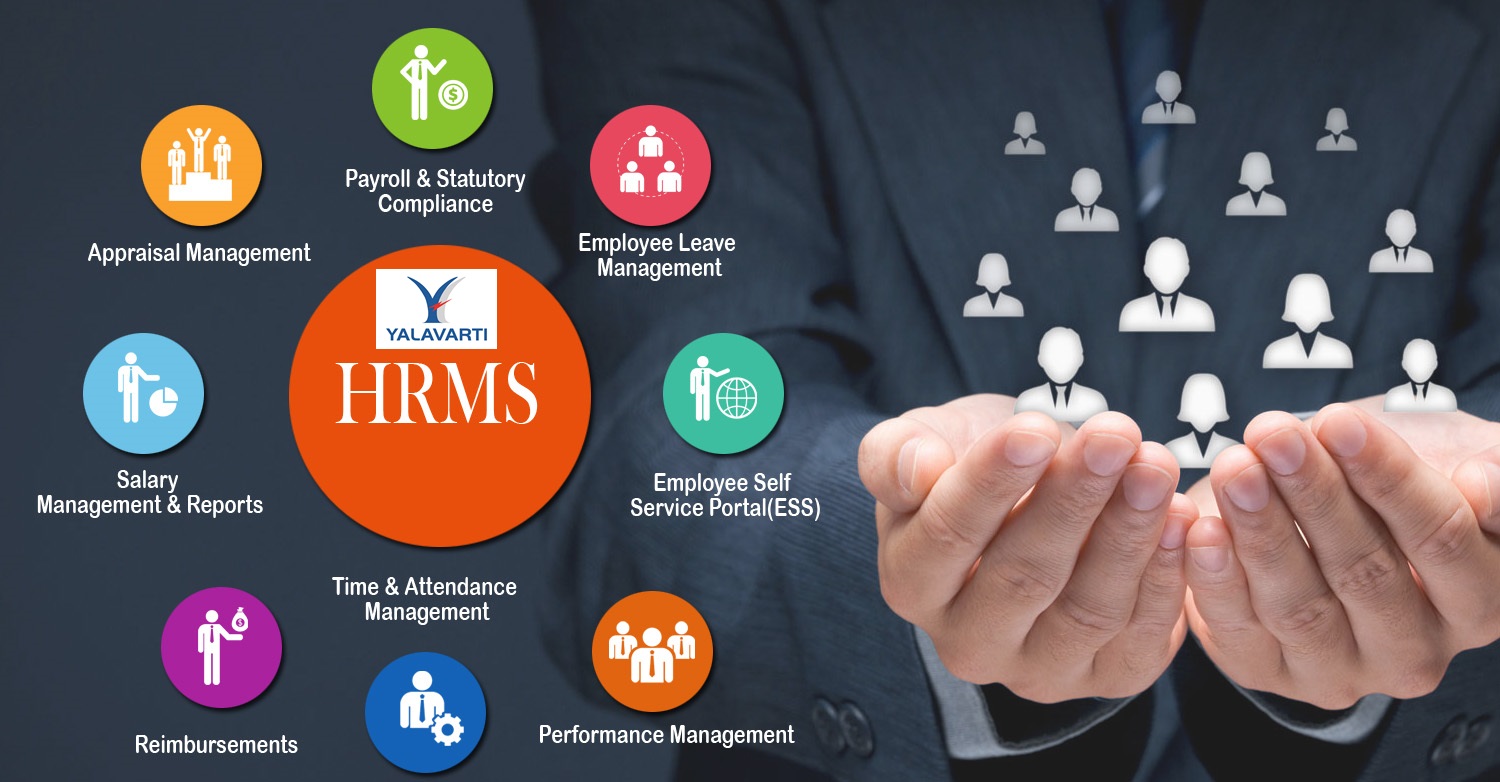 Payroll & Statutory
Compliance
Appraisal Management
Employee Leave
Management
YALAVARTI
HRMS
Salary
Management & Reports
Employee Self
Service Portal(ESS)
Time & Attendance
Management
Reimbursements
Performance Management